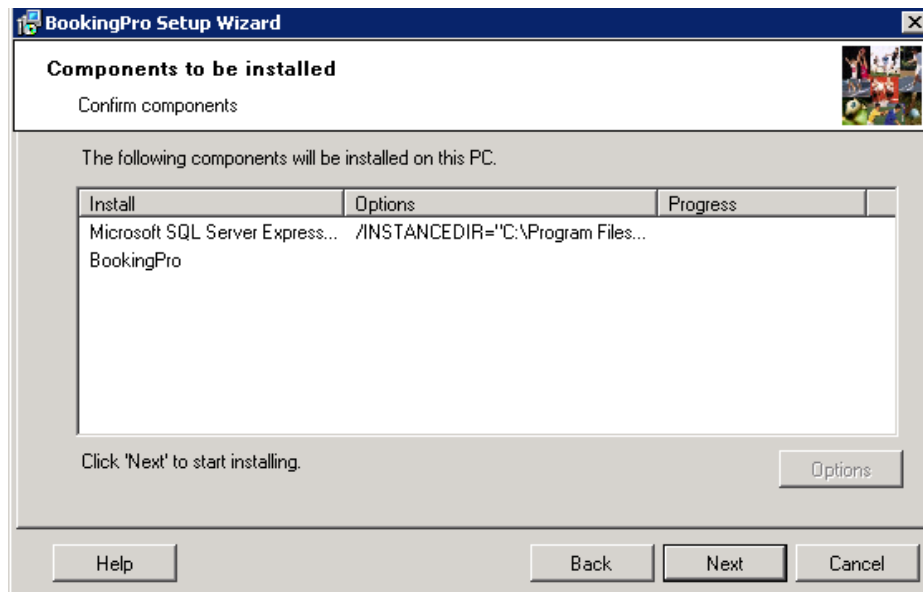 BookingPro Setup Wizard
Components to be installed
Confirm components
The following components will be installed on this PC.
Install Options Progress
Microsoft SQL Server Express... /INSTANCEDIR="C:\Program Files...
BookingPro
Click 'Next' to start installing.
Options
Help Back Next Cancel